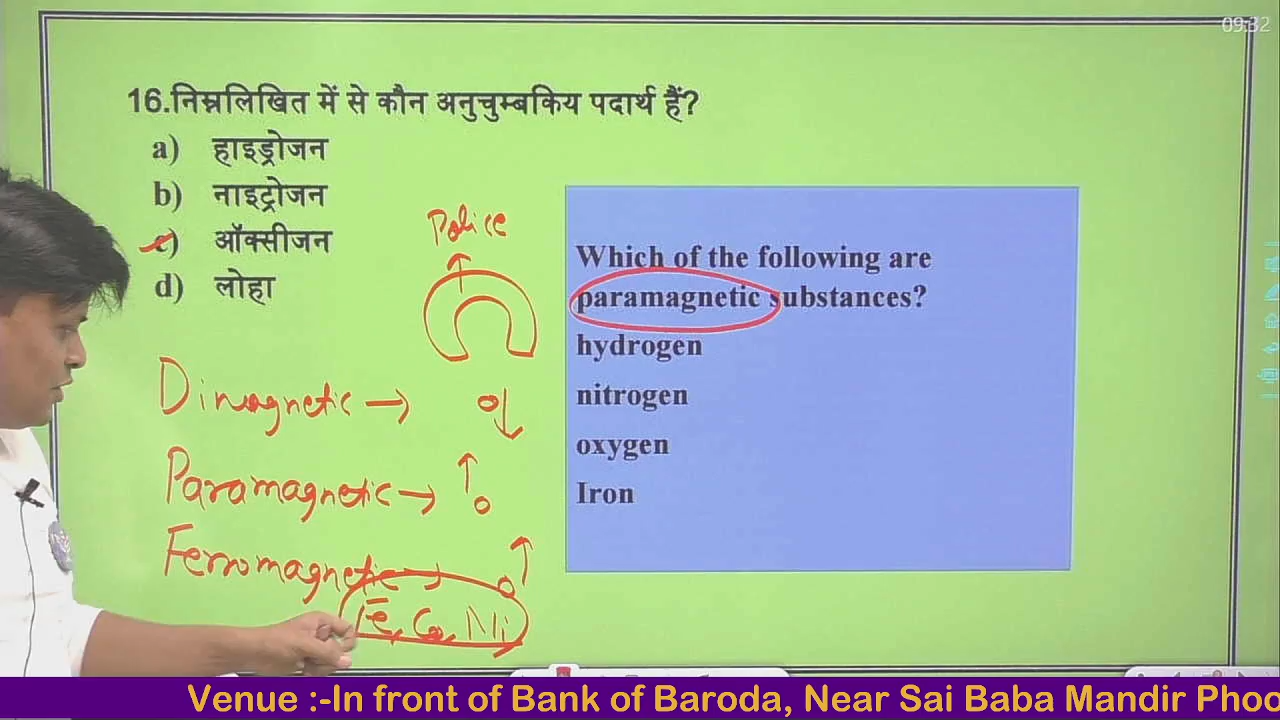 09:32
16.निम्नलिखित में से कौन अनुचुम्बकिय पदार्थ हैं?
a) हाइड्रोजन
b) नाइट्रोजन
c) ऑक्सीजन
d) लोहा
Police
Which of the following are
paramagnetic substances?
hydrogen
nitrogen
oxygen
Iron
Dimagnetic →
Paramagnetic →
Ferromagnetic →
Fe, Co, Ni
Venue :-In front of Bank of Baroda, Near Sai Baba Mandir Phoo